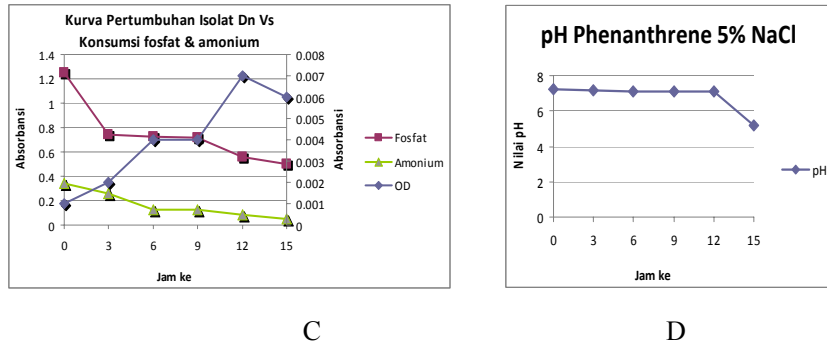 Kurva Pertumbuhan Isolat Dn Vs
Konsumsi fosfat & amonium
1.4
1.2
1
0.8
0.6
0.4
0.2
0
Absorbansi
0.008
0.007
0.006
0.005
0.004
0.003
0.002
0.001
0
Absorbansi
0 3 6 9 12 15
Jam ke
Fosfat
Amonium
OD
C
pH Phenanthrene 5% NaCl
8
6
4
2
0
Nilai pH
0 3 6 9 12 15
Jam ke
pH
D